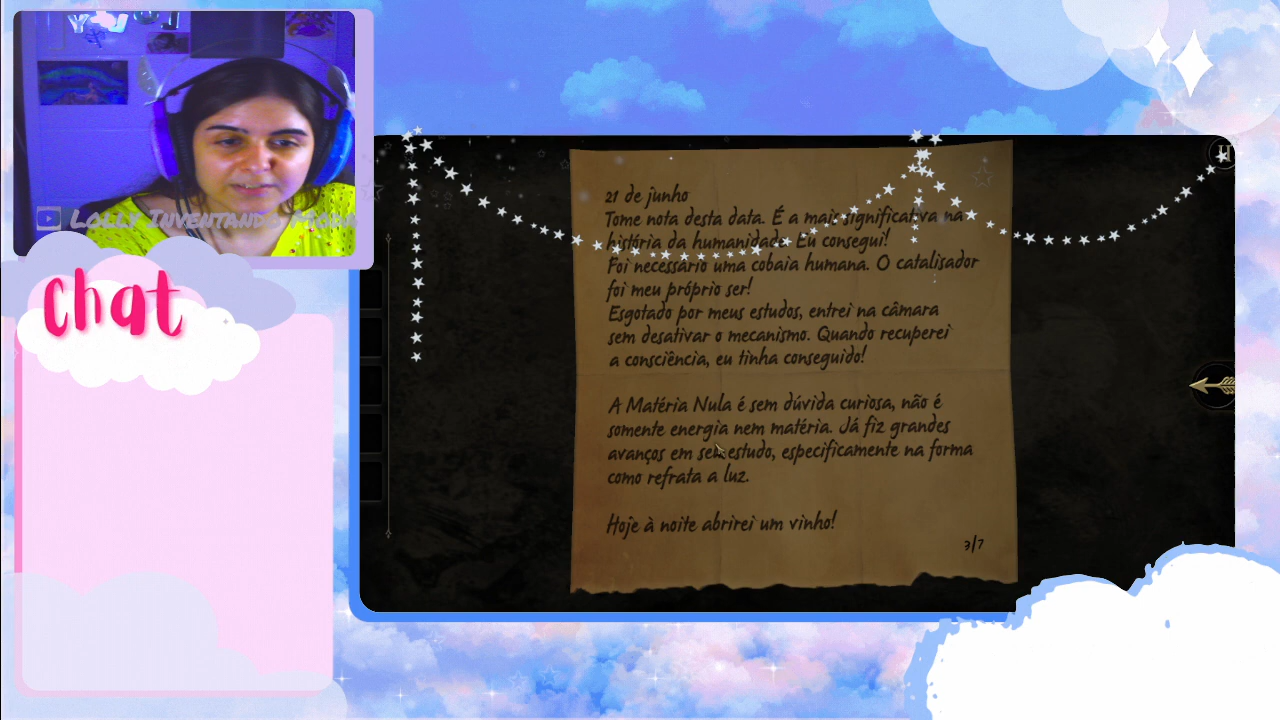 Lolly Inventando Moda
Chat
21 de junho
Tome nota desta data. É a mais significativa na
história da humanidade. Eu consegui!
Foi necessário uma cobaia humana. O catalisador
foi meu próprio ser!
Esgotado por meus estudos, entrei na câmara
sem desativar o mecanismo. Quando recuperei
a consciência, eu tinha conseguido!
A Matéria Nula é sem dúvida curiosa, não é
somente energia nem matéria. Já fiz grandes
avanços em seu estudo, especificamente na forma
como refrata a luz.
Hoje à noite abrirei um vinho!
3/7